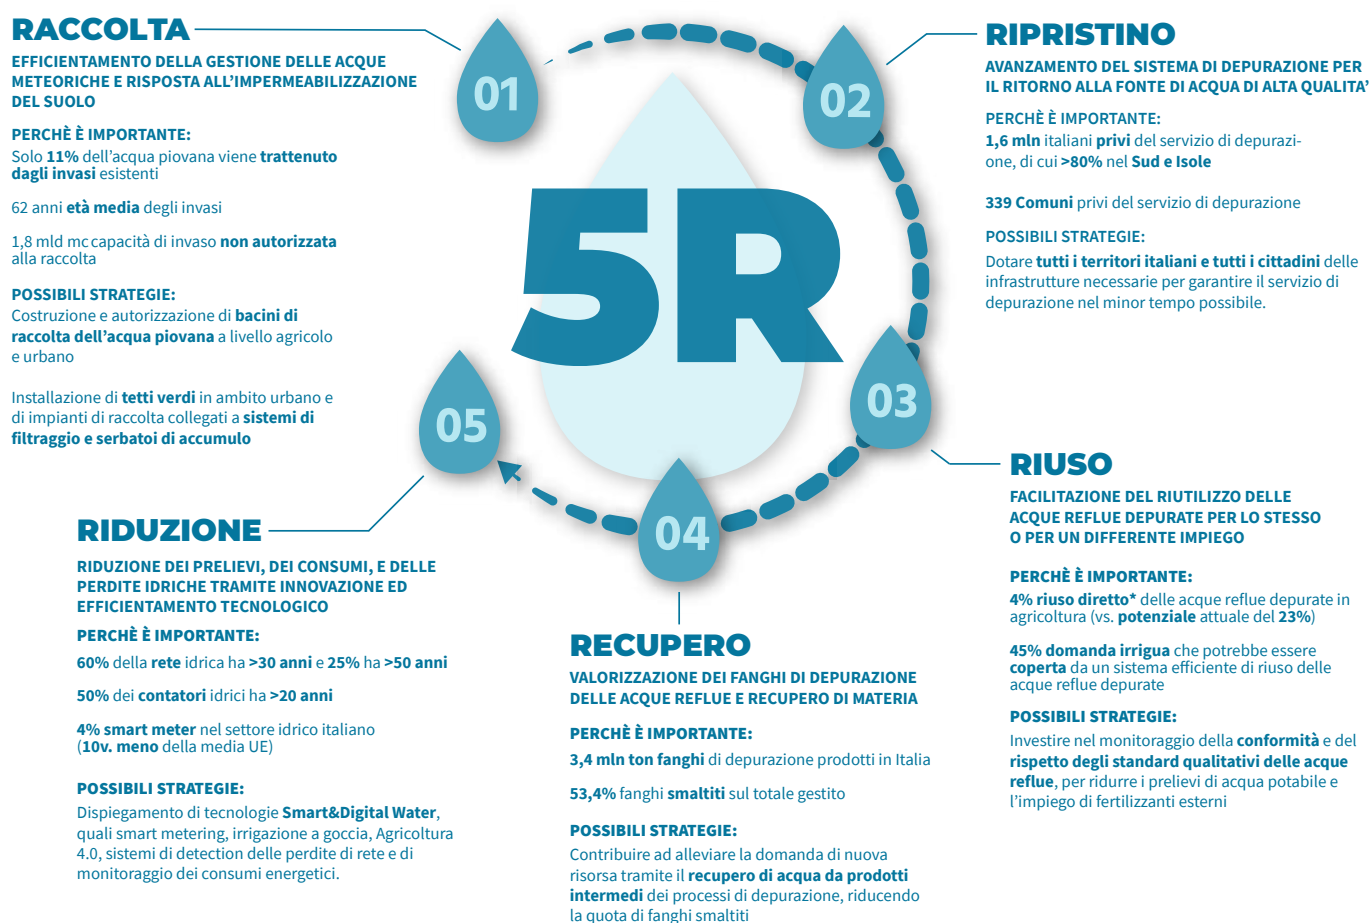 RACCOLTA
EFFICIENTAMENTO DELLA GESTIONE DELLE ACQUE
METEORICHE E RISPOSTA ALL'IMPERMEABILIZZAZIONE
DEL SUOLO
PERCHÈ È IMPORTANTE:
Solo 11% dell'acqua piovana viene trattenuto
dagli invasi esistenti
62 anni età media degli invasi
1,8 mld mc capacità di invaso non autorizzata
alla raccolta
POSSIBILI STRATEGIE:
Costruzione e autorizzazione di bacini di
raccolta dell'acqua piovana a livello agricolo
e urbano
Installazione di tetti verdi in ambito urbano e
di impianti di raccolta collegati a sistemi di
filtraggio e serbatoi di accumulo
01
02
5R
03
04
05
RIPRISTINO
AVANZAMENTO DEL SISTEMA DI DEPURAZIONE PER
IL RITORNO ALLA FONTE DI ACQUA DI ALTA QUALITA'
PERCHÈ È IMPORTANTE:
1,6 mln italiani privi del servizio di depurazi-
one, di cui >80% nel Sud e Isole
339 Comuni privi del servizio di depurazione
POSSIBILI STRATEGIE:
Dotare tutti i territori italiani e tutti i cittadini delle
infrastrutture necessarie per garantire il servizio di
depurazione nel minor tempo possibile.
RIUSO
FACILITAZIONE DEL RIUTILIZZO DELLE
ACQUE REFLUE DEPURATE PER LO STESSO
O PER UN DIFFERENTE IMPIEGO
PERCHÈ È IMPORTANTE:
4% riuso diretto* delle acque reflue depurate in
agricoltura (vs. potenziale attuale del 23%)
45% domanda irrigua che potrebbe essere
coperta da un sistema efficiente di riuso delle
acque reflue depurate
POSSIBILI STRATEGIE:
Investire nel monitoraggio della conformità e del
rispetto degli standard qualitativi delle acque
reflue, per ridurre i prelievi di acqua potabile e
l'impiego di fertilizzanti esterni
RECUPERO
VALORIZZAZIONE DEI FANGHI DI DEPURAZIONE
DELLE ACQUE REFLUE E RECUPERO DI MATERIA
PERCHÈ È IMPORTANTE:
3,4 mln ton fanghi di depurazione prodotti in Italia
53,4% fanghi smaltiti sul totale gestito
POSSIBILI STRATEGIE:
Contribuire ad alleviare la domanda di nuova
risorsa tramite il recupero di acqua da prodotti
intermedi dei processi di depurazione, riducendo
la quota di fanghi smaltiti
RIDUZIONE
RIDUZIONE DEI PRELIEVI, DEI CONSUMI, E DELLE
PERDITE IDRICHE TRAMITE INNOVAZIONE ED
EFFICIENTAMENTO TECNOLOGICO
PERCHÈ È IMPORTANTE:
60% della rete idrica ha >30 anni e 25% ha >50 anni
50% dei contatori idrici ha >20 anni
4% smart meter nel settore idrico italiano
(10v. meno della media UE)
POSSIBILI STRATEGIE:
Dispiegamento di tecnologie Smart&Digital Water,
quali smart metering, irrigazione a goccia, Agricoltura
4.0, sistemi di detection delle perdite di rete e di
monitoraggio dei consumi energetici.